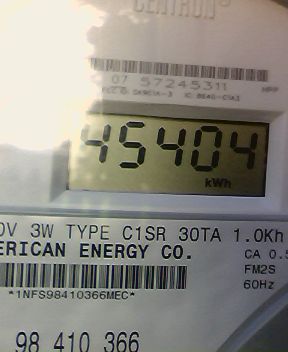 CENTRON®
07 57245311
45404
kWh
3W TYPE C1SR 30TA 1.0Kh
ERICAN ENERGY CO.
CA 0.5
FM2S
60Hz
*1NFS98410366MEC*
98 410 366